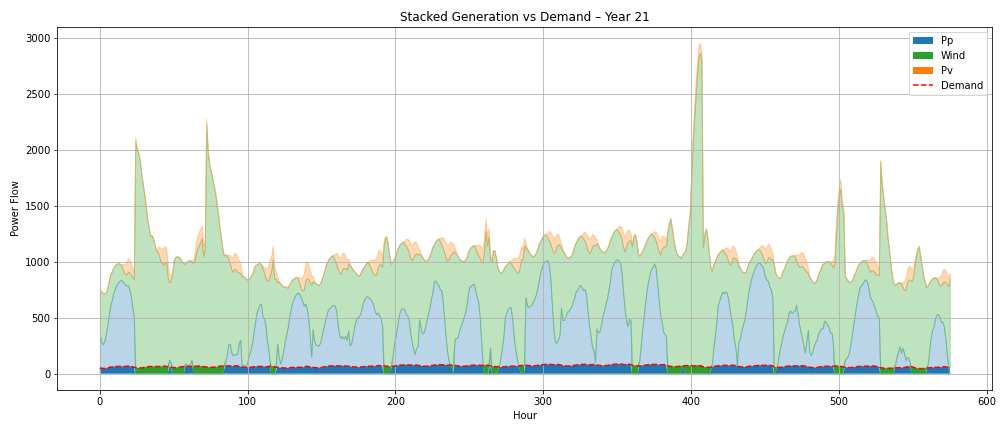 Stacked Generation vs Demand – Year 21
Power Flow
3000
2500
2000
1500
1000
500
0
Pp
Wind
Pv
Demand
0 100 200 300 400 500 600
Hour